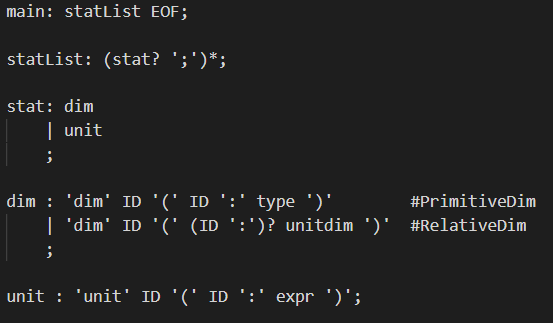 main: statList EOF;
statList: (stat? ';')*;
stat: dim
| unit
;
dim : 'dim' ID '(' ID ':' type ')' #PrimitiveDim
| 'dim' ID '(' (ID ':')? unitdim ')' #RelativeDim
;
unit : 'unit' ID '(' ID ':' expr ')';